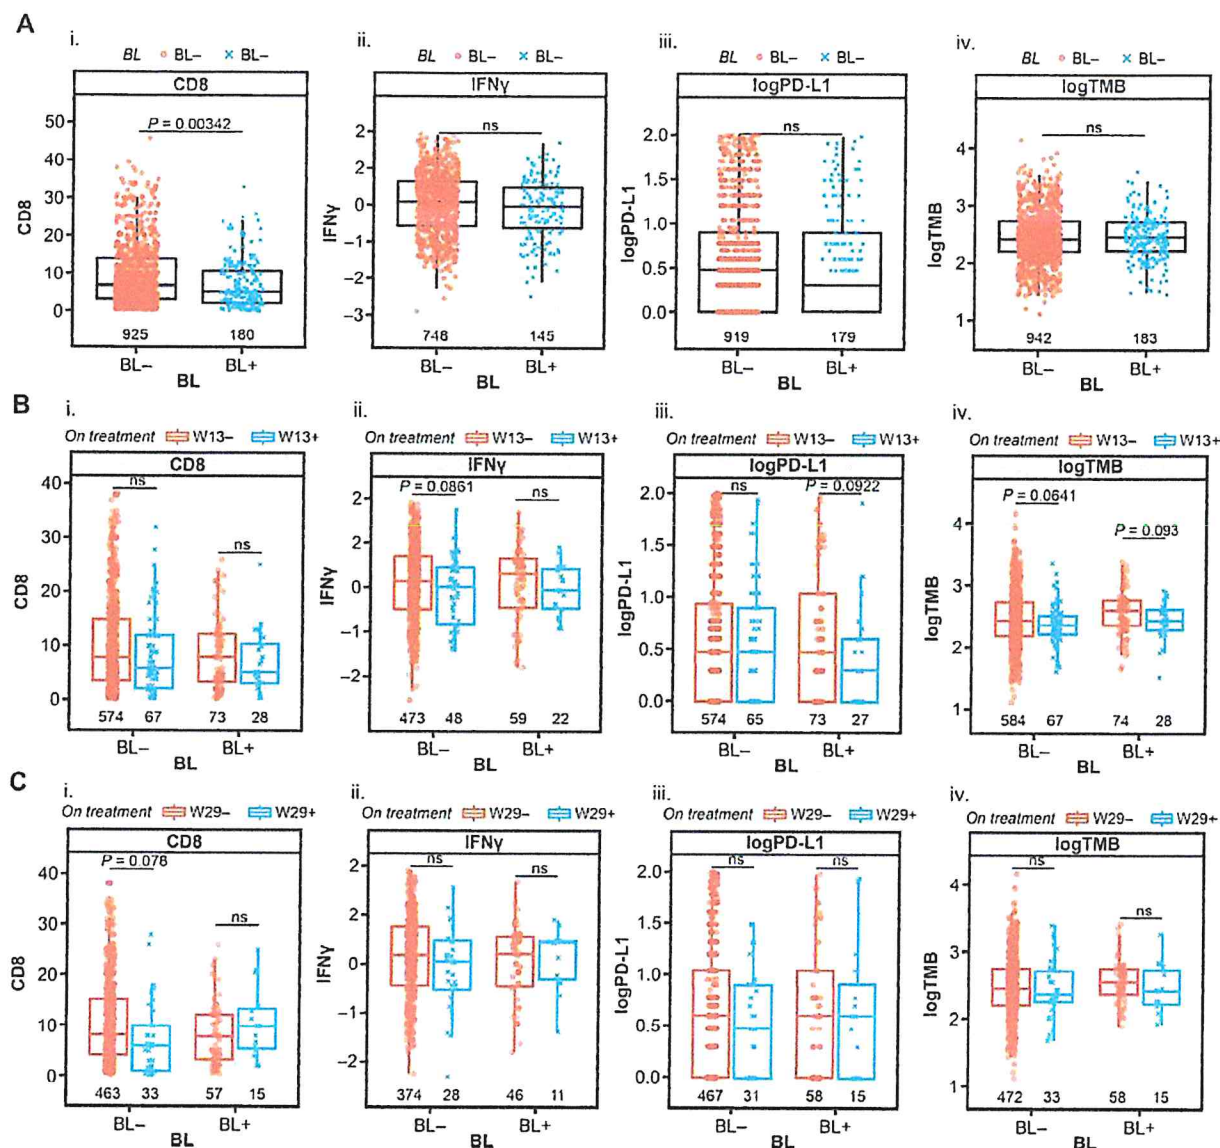 A
i. ii. iii. iv.
BL BL– BL– BL BL– BL– BL BL– BL– BL BL– BL–
CD8 IFNγ logPD-L1 logTMB
P = 0.00342 ns ns ns
CD8
50
40
30
20
10
0
925 180
BL– BL+
BL
IFNγ
2
2
0
–1
–2
–3
748 145
BL– BL+
BL
logPD-L1
2.0
1.5
1.0
0.5
0.0
919 179
BL– BL+
BL
logTMB
4
3
2
1
942 183
BL– BL+
BL
B
i. ii. iii. iv.
On treatment W13– W13+ On treatment W13– W13+ On treatment W13– W13+ On treatment W13– W13+
CD8 IFNγ logPD-L1 logTMB
ns ns
CD8
40
30
20
10
0
574 67 73 28
BL– BL+
BL
P = 0.0861 ns
IFNγ
2
2
0
–1
–2
473 48 59 22
BL– BL+
BL
ns P = 0.0922
logPD-L1
2.0
1.5
1.0
0.5
0.0
574 65 73 27
BL– BL+
BL
P = 0.0641 P = 0.093
logTMB
4
3
2
1
584 67 74 28
BL– BL+
BL
C
i. ii. iii. iv.
On treatment W29– W29+ On treatment W29– W29+ On treatment W29– W29+ On treatment W29– W29+
CD8 IFNγ logPD-L1 logTMB
P = 0.078 ns
CD8
40
30
20
10
0
463 33 57 15
BL– BL+
BL
ns ns
IFNγ
2
2
0
–1
–2
374 28 46 11
BL– BL+
BL
ns ns
logPD-L1
2.0
1.5
1.0
0.5
0.0
467 31 58 15
BL– BL+
BL
ns ns
logTMB
4
3
2
1
472 33 58 15
BL– BL+
BL